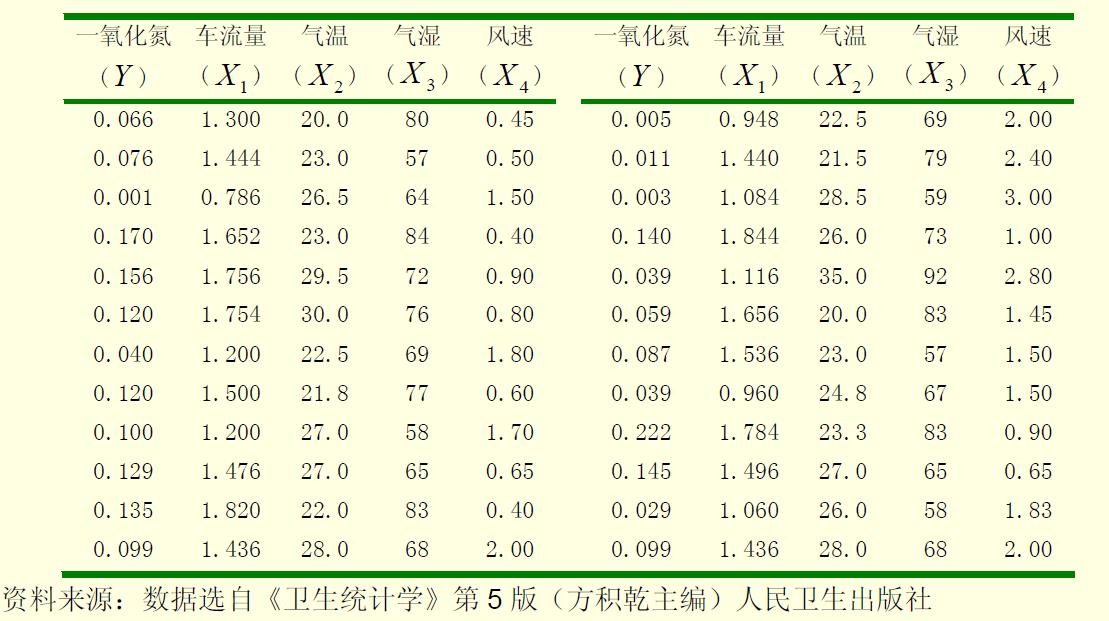 一氧化氮 车流量 气温 气湿 风速 一氧化氮 车流量 气温 气湿 风速
（Y） （X1） （X2） （X3） （X4） （Y） （X1） （X2） （X3） （X4）
0.066 1.300 20.0 80 0.45 0.005 0.948 22.5 69 2.00
0.076 1.444 23.0 57 0.50 0.011 1.440 21.5 79 2.40
0.001 0.786 26.5 64 1.50 0.003 1.084 28.5 59 3.00
0.170 1.652 23.0 84 0.40 0.140 1.844 26.0 73 1.00
0.156 1.756 29.5 72 0.90 0.039 1.116 35.0 92 2.80
0.120 1.754 30.0 76 0.80 0.059 1.656 20.0 83 1.45
0.040 1.200 22.5 69 1.80 0.087 1.536 23.0 57 1.50
0.120 1.500 21.8 77 0.60 0.039 0.960 24.8 67 1.50
0.100 1.200 27.0 58 1.70 0.222 1.784 23.3 83 0.90
0.129 1.476 27.0 65 0.65 0.145 1.496 27.0 65 0.65
0.135 1.820 22.0 83 0.40 0.029 1.060 26.0 58 1.83
0.099 1.436 28.0 68 2.00 0.099 1.436 28.0 68 2.00
资料来源：数据选自《卫生统计学》第5版（方积乾主编）人民卫生出版社